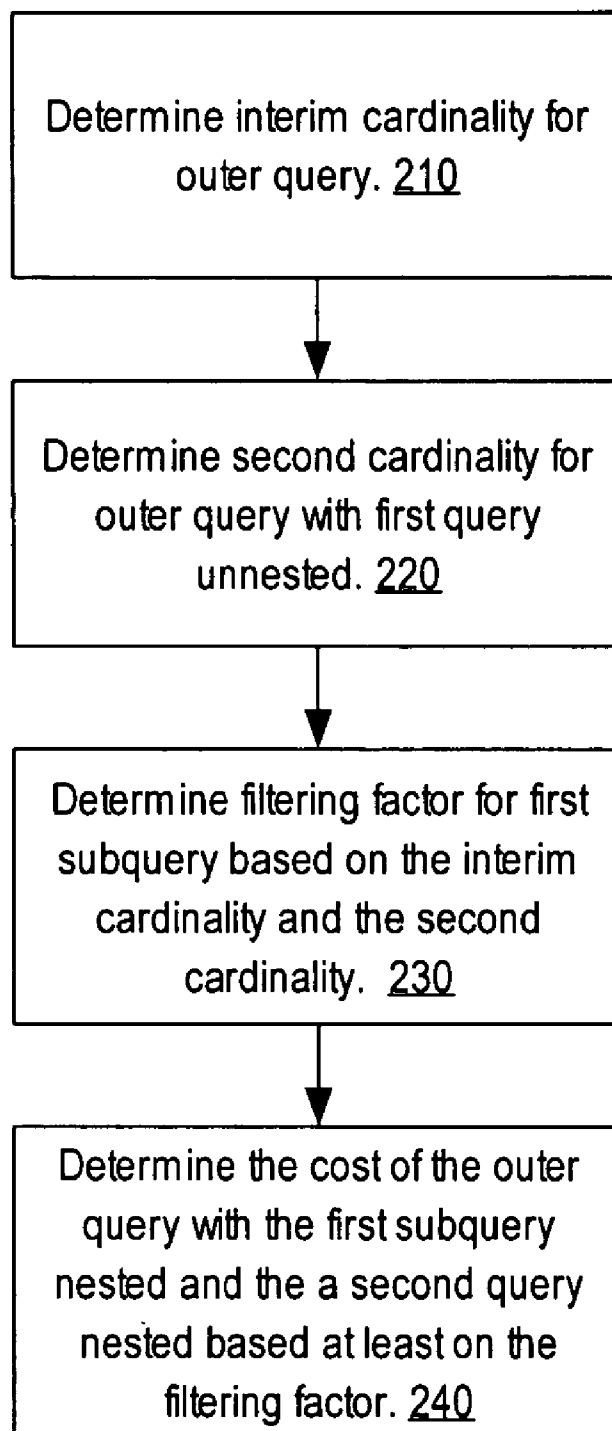 Determine interim cardinality for
outer query. 210
Determine second cardinality for
outer query with first query
unnested. 220
Determine filtering factor for first
subquery based on the interim
cardinality and the second
cardinality. 230
Determine the cost of the outer
query with the first subquery
nested and the a second query
nested based at least on the
filtering factor. 240